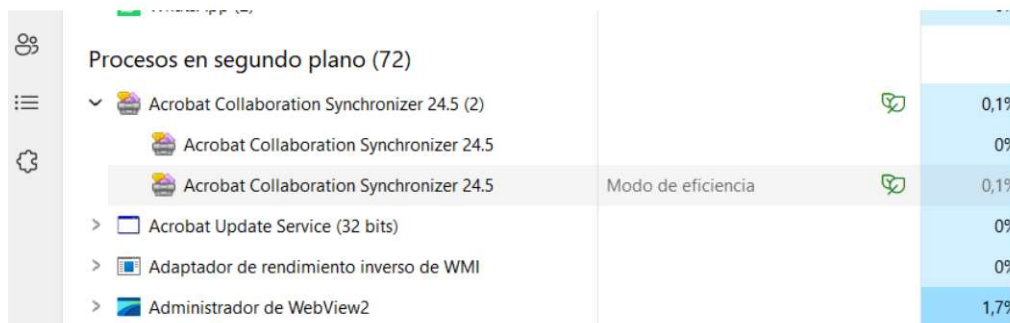 Procesos en segundo plano (72)
Acrobat Collaboration Synchronizer 24.5 (2) 0,1%
Acrobat Collaboration Synchronizer 24.5 0%
Acrobat Collaboration Synchronizer 24.5 Modo de eficiencia 0,1%
Acrobat Update Service (32 bits) 0%
Adaptador de rendimiento inverso de WMI 0%
Administrador de WebView2 1,7%